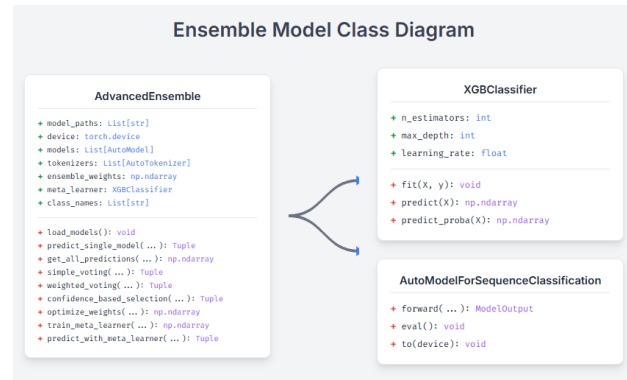 Ensemble Model Class Diagram
AdvancedEnsemble
+ model_paths: List[str]
+ device: torch.device
+ models: List[AutoModel]
+ tokenizers: List[AutoTokenizer]
+ ensemble_weights: np.ndarray
+ meta_learner: XGBClassifier
+ class_names: List[str]
+ load_models(): void
+ predict_single_model(...): Tuple
+ get_all_predictions(...): np.ndarray
+ simple_voting(...): Tuple
+ weighted_voting(...): Tuple
+ confidence_based_selection(...): Tuple
+ optimize_weights(...): np.ndarray
+ train_meta_learner(...): np.ndarray
+ predict_with_meta_learner(...): Tuple
XGBClassifier
+ n_estimators: int
+ max_depth: int
+ learning_rate: float
+ fit(X, y): void
+ predict(X): np.ndarray
+ predict_proba(X): np.ndarray
AutoModelForSequenceClassification
+ forward(...): ModelOutput
+ eval(): void
+ to(device): void